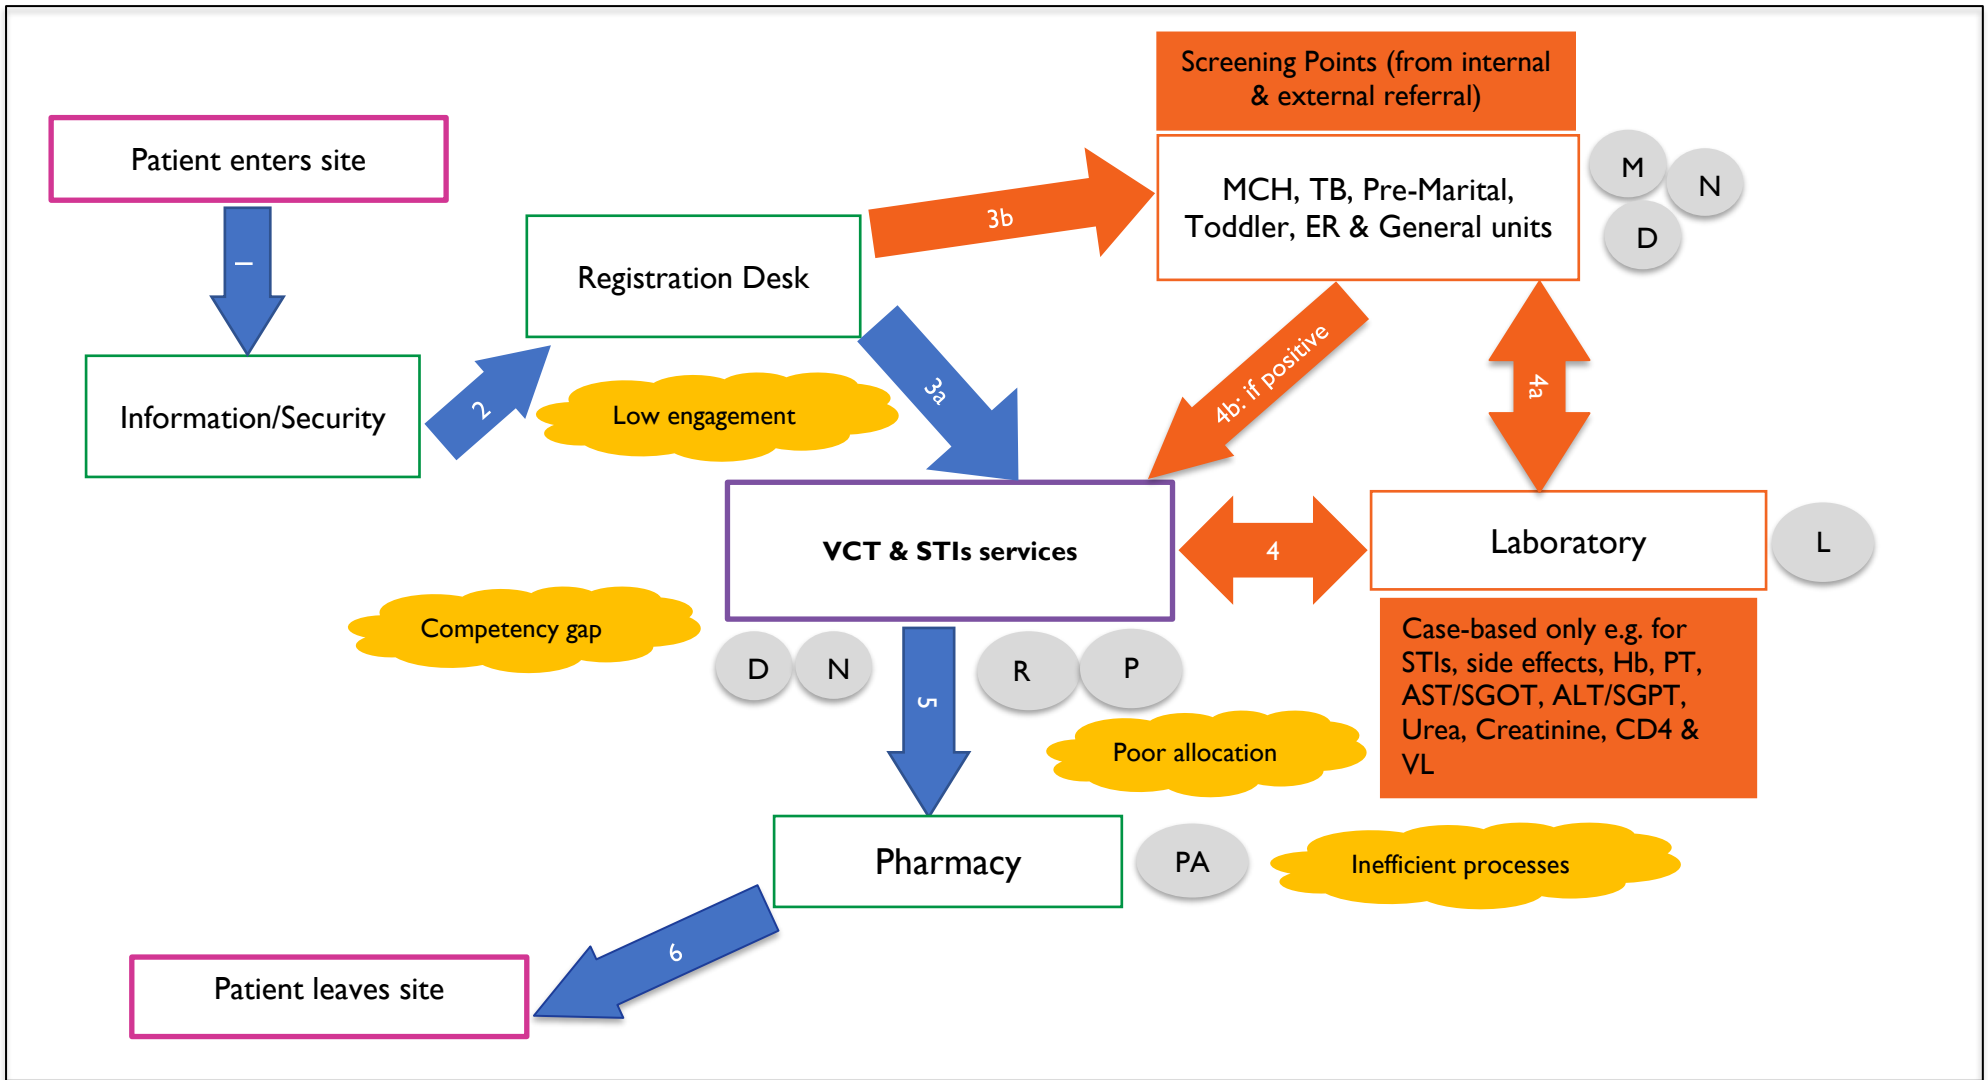 Screening Points (from internal
& external referral)
Patient enters site
MCH, TB, Pre-Marital,
Toddler, ER & General units
M
N
D
1
3b
Registration Desk
Information/Security
2
Low engagement
3a
4b: if positive
4a
VCT & STIs services
4
Laboratory
L
Competency gap
D
N
R
P
5
Case-based only e.g. for
STIs, side effects, Hb, PT,
AST/SGOT, ALT/SGPT,
Urea, Creatinine, CD4 &
VL
Poor allocation
Pharmacy
PA
Inefficient processes
6
Patient leaves site